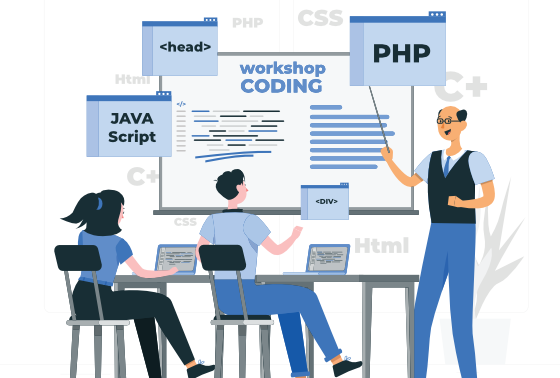 PHP
CSS
<head>
PHP
workshop
CODING
Html
C+
JAVA
Script
</>
C+
<DIV>
CSS
Html